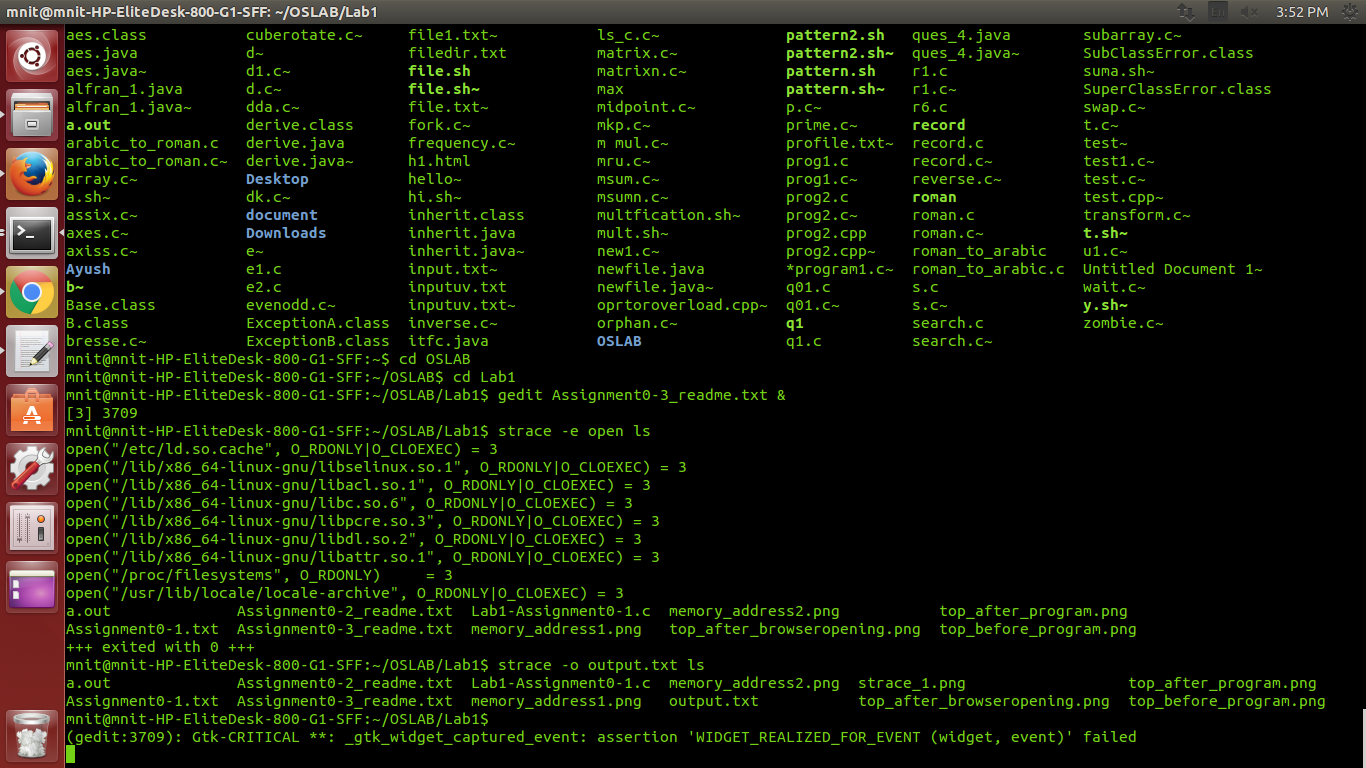 mnit@mnit-HP-EliteDesk-800-G1-SFF: ~/OSLAB/Lab1 En 3:52 PM
aes.class cuberotate.c~ file1.txt~ ls_c.c~ pattern2.sh ques_4.java subarray.c~
aes.java d~ filedir.txt matrix.c~ pattern2.sh~ ques_4.java~ SubClassError.class
aes.java~ d1.c~ file.sh matrixn.c~ pattern.sh r1.c suma.sh~
alfran_1.java d.c~ file.sh~ max pattern.sh~ r1.c~ SuperClassError.class
alfran_1.java~ dda.c~ file.txt~ midpoint.c~ p.c~ r6.c swap.c~
a.out derive.class fork.c~ mkp.c~ prime.c~ record t.c~
arabic_to_roman.c derive.java frequency.c~ m mul.c~ profile.txt~ record.c test~
arabic_to_roman.c~ derive.java~ h1.html mru.c~ prog1.c record.c~ test1.c~
array.c~ Desktop hello~ msum.c~ prog1.c~ reverse.c~ test.c~
a.sh~ dk.c~ hi.sh~ msumn.c~ prog2.c roman test.cpp~
assix.c~ document inherit.class multfication.sh~ prog2.c~ roman.c transform.c~
axes.c~ Downloads inherit.java mult.sh~ prog2.cpp roman.c~ t.sh~
axiss.c~ e~ inherit.java~ new1.c~ prog2.cpp~ roman_to_arabic u1.c~
Ayush e1.c input.txt~ newfile.java *program1.c~ roman_to_arabic.c Untitled Document 1~
b~ e2.c inputuv.txt newfile.java~ q01.c s.c wait.c~
Base.class evenodd.c~ inputuv.txt~ oprtoroverload.cpp~ q01.c~ s.c~ y.sh~
B.class ExceptionA.class inverse.c~ orphan.c~ q1 search.c zombie.c~
bresse.c~ ExceptionB.class itfc.java OSLAB q1.c search.c~
mnit@mnit-HP-EliteDesk-800-G1-SFF:~$ cd OSLAB
mnit@mnit-HP-EliteDesk-800-G1-SFF:~/OSLAB$ cd Lab1
mnit@mnit-HP-EliteDesk-800-G1-SFF:~/OSLAB/Lab1$ gedit Assignment0-3_readme.txt &
[3] 3709
mnit@mnit-HP-EliteDesk-800-G1-SFF:~/OSLAB/Lab1$ strace -e open ls
open("/etc/ld.so.cache", O_RDONLY|O_CLOEXEC) = 3
open("/lib/x86_64-linux-gnu/libselinux.so.1", O_RDONLY|O_CLOEXEC) = 3
open("/lib/x86_64-linux-gnu/libacl.so.1", O_RDONLY|O_CLOEXEC) = 3
open("/lib/x86_64-linux-gnu/libc.so.6", O_RDONLY|O_CLOEXEC) = 3
open("/lib/x86_64-linux-gnu/libpcre.so.3", O_RDONLY|O_CLOEXEC) = 3
open("/lib/x86_64-linux-gnu/libdl.so.2", O_RDONLY|O_CLOEXEC) = 3
open("/lib/x86_64-linux-gnu/libattr.so.1", O_RDONLY|O_CLOEXEC) = 3
open("/proc/filesystems", O_RDONLY) = 3
open("/usr/lib/locale/locale-archive", O_RDONLY|O_CLOEXEC) = 3
a.out Assignment0-2_readme.txt Lab1-Assignment0-1.c memory_address2.png top_after_program.png
Assignment0-1.txt Assignment0-3_readme.txt memory_address1.png top_after_browseropening.png top_before_program.png
+++ exited with 0 +++
mnit@mnit-HP-EliteDesk-800-G1-SFF:~/OSLAB/Lab1$ strace -o output.txt ls
a.out Assignment0-2_readme.txt Lab1-Assignment0-1.c memory_address2.png strace_1.png top_after_program.png
Assignment0-1.txt Assignment0-3_readme.txt memory_address1.png output.txt top_after_browseropening.png top_before_program.png
mnit@mnit-HP-EliteDesk-800-G1-SFF:~/OSLAB/Lab1$
(gedit:3709): Gtk-CRITICAL **: _gtk_widget_captured_event: assertion 'WIDGET_REALIZED_FOR_EVENT (widget, event)' failed